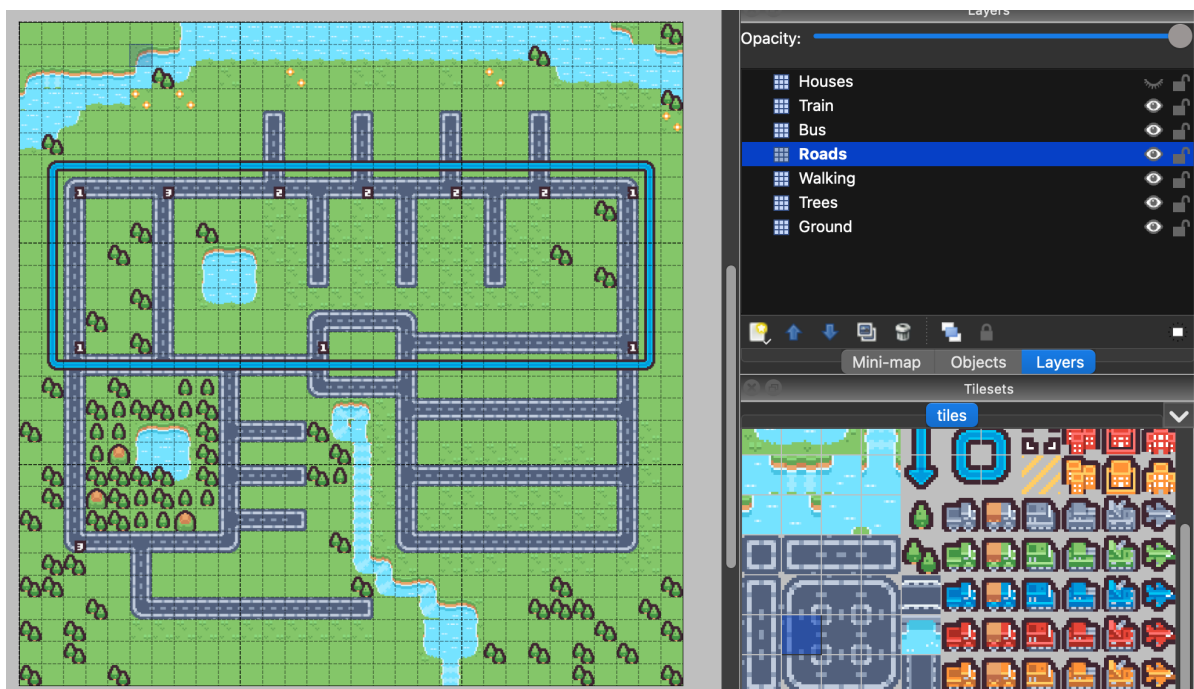 Layers
Opacity:
Houses
Train
Bus
Roads
Walking
Trees
Ground
Mini-map Objects Layers
Tilesets
tiles
1 3 2 2 2 2 1
1 1 1
3